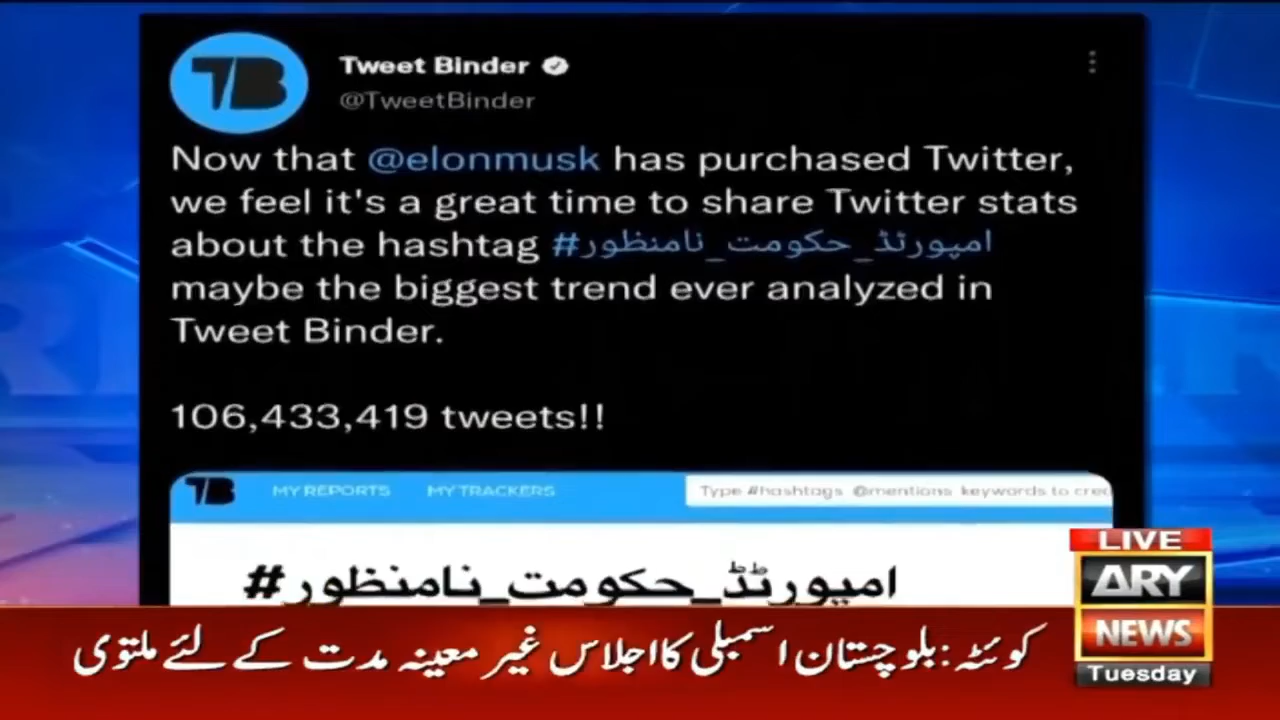 Tweet Binder
@TweetBinder
Now that @elonmusk has purchased Twitter,
we feel it's a great time to share Twitter stats
about the hashtag #امپورٹڈ_حکومت_نامنظور
maybe the biggest trend ever analyzed in
Tweet Binder.
106,433,419 tweets!!
TB MY REPORTS MY TRACKERS Type #hashtags @mentions keywords to crea
#امپورٹڈ_حکومت_نامنظور
LIVE
ARY
NEWS
Tuesday
کوئٹہ:بلوچستان اسمبلی کااجلاس غیر معینہ مدت کے لئے ملتوی